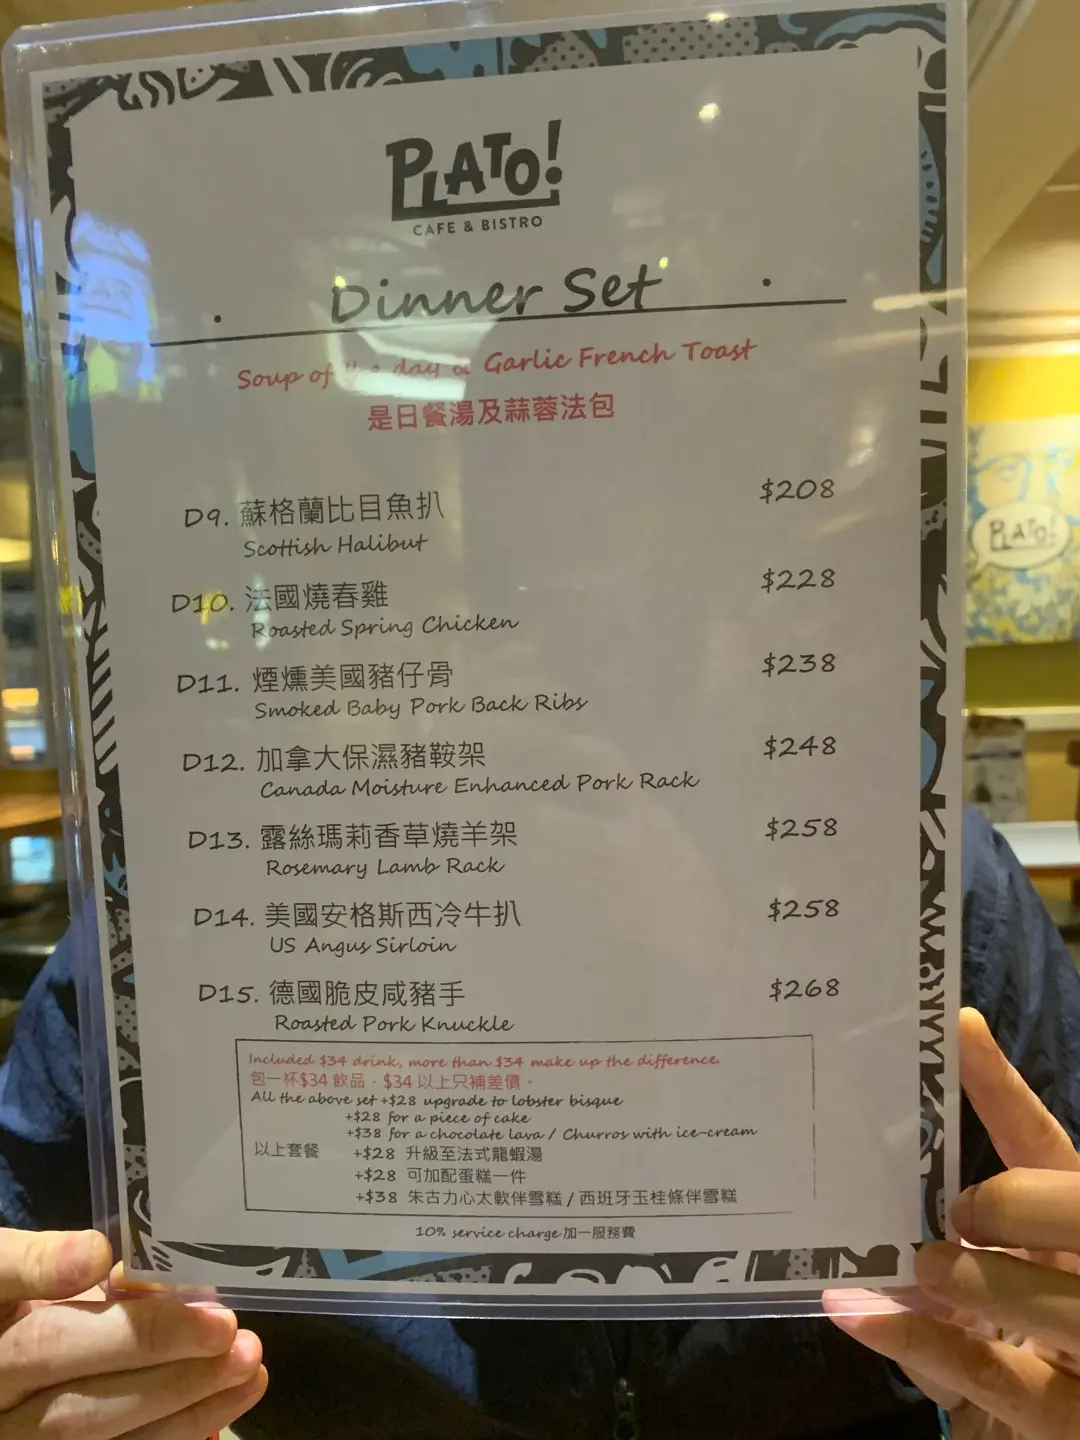 PLATO!
CAFE & BISTRO
Dinner Set
Soup of the day & Garlic French Toast
是日餐湯及蒜蓉法包
D9. 蘇格蘭比目魚扒 $208
Scottish Halibut
D10. 法國燒春雞 $228
Roasted Spring Chicken
D11. 煙燻美國豬仔骨 $238
Smoked Baby Pork Back Ribs
D12. 加拿大保濕豬鞍架 $248
Canada Moisture Enhanced Pork Rack
D13. 露絲瑪莉香草燒羊架 $258
Rosemary Lamb Rack
D14. 美國安格斯西冷牛扒 $258
US Angus Sirloin
D15. 德國脆皮咸豬手 $268
Roasted Pork Knuckle
Included $34 drink, more than $34 make up the difference.
包一杯$34 飲品．$34 以上只補差價。
All the above set +$28 upgrade to lobster bisque
+$28 for a piece of cake
+$38 for a chocolate lava / Churros with ice-cream
以上套餐 +$28 升級至法式龍蝦湯
+$28 可加配蛋糕一件
+$38 朱古力心太軟伴雪糕 / 西班牙玉桂條伴雪糕
10% service charge 加一服務費
PLATO!